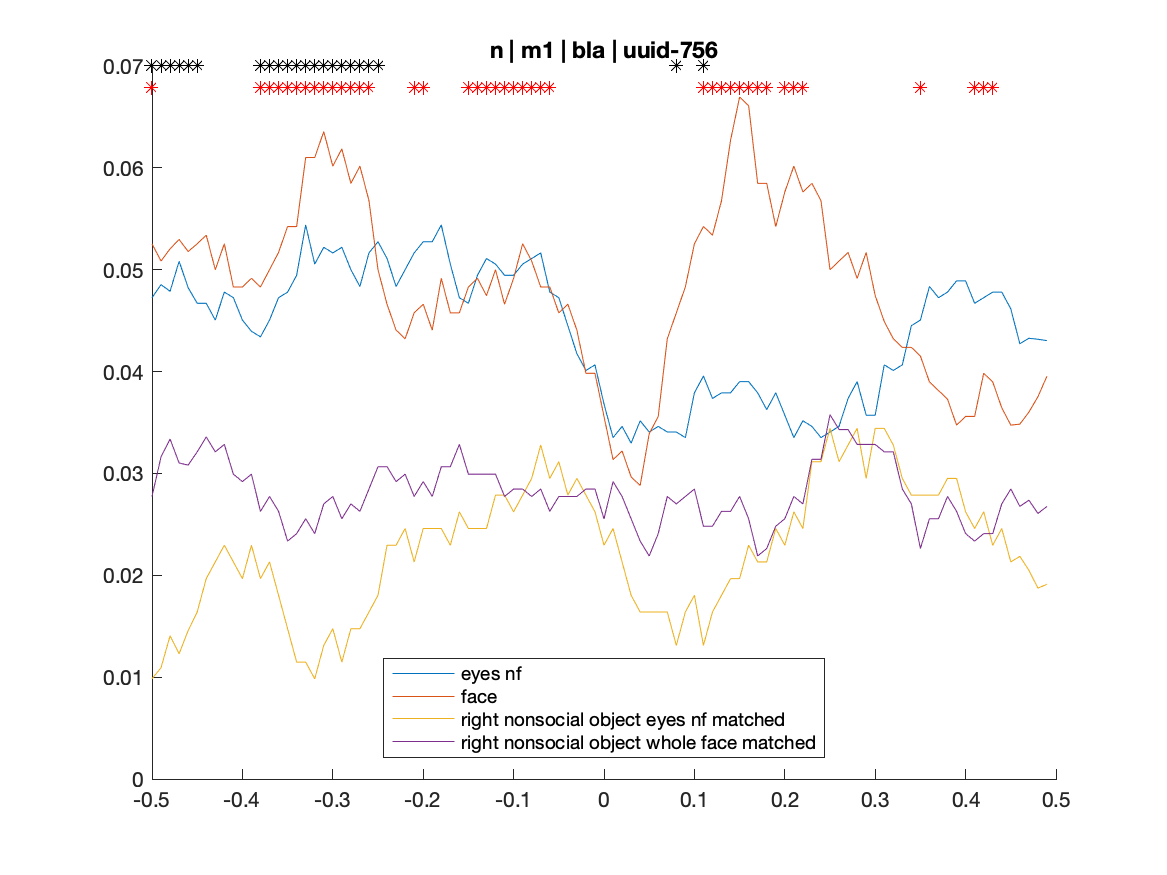 n | m1 | bla | uuid-756
0.07
0.06
0.05
0.04
0.03
0.02
0.01
0
eyes nf
face
right nonsocial object eyes nf matched
right nonsocial object whole face matched
-0.5 -0.4 -0.3 -0.2 -0.1 0 0.1 0.2 0.3 0.4 0.5